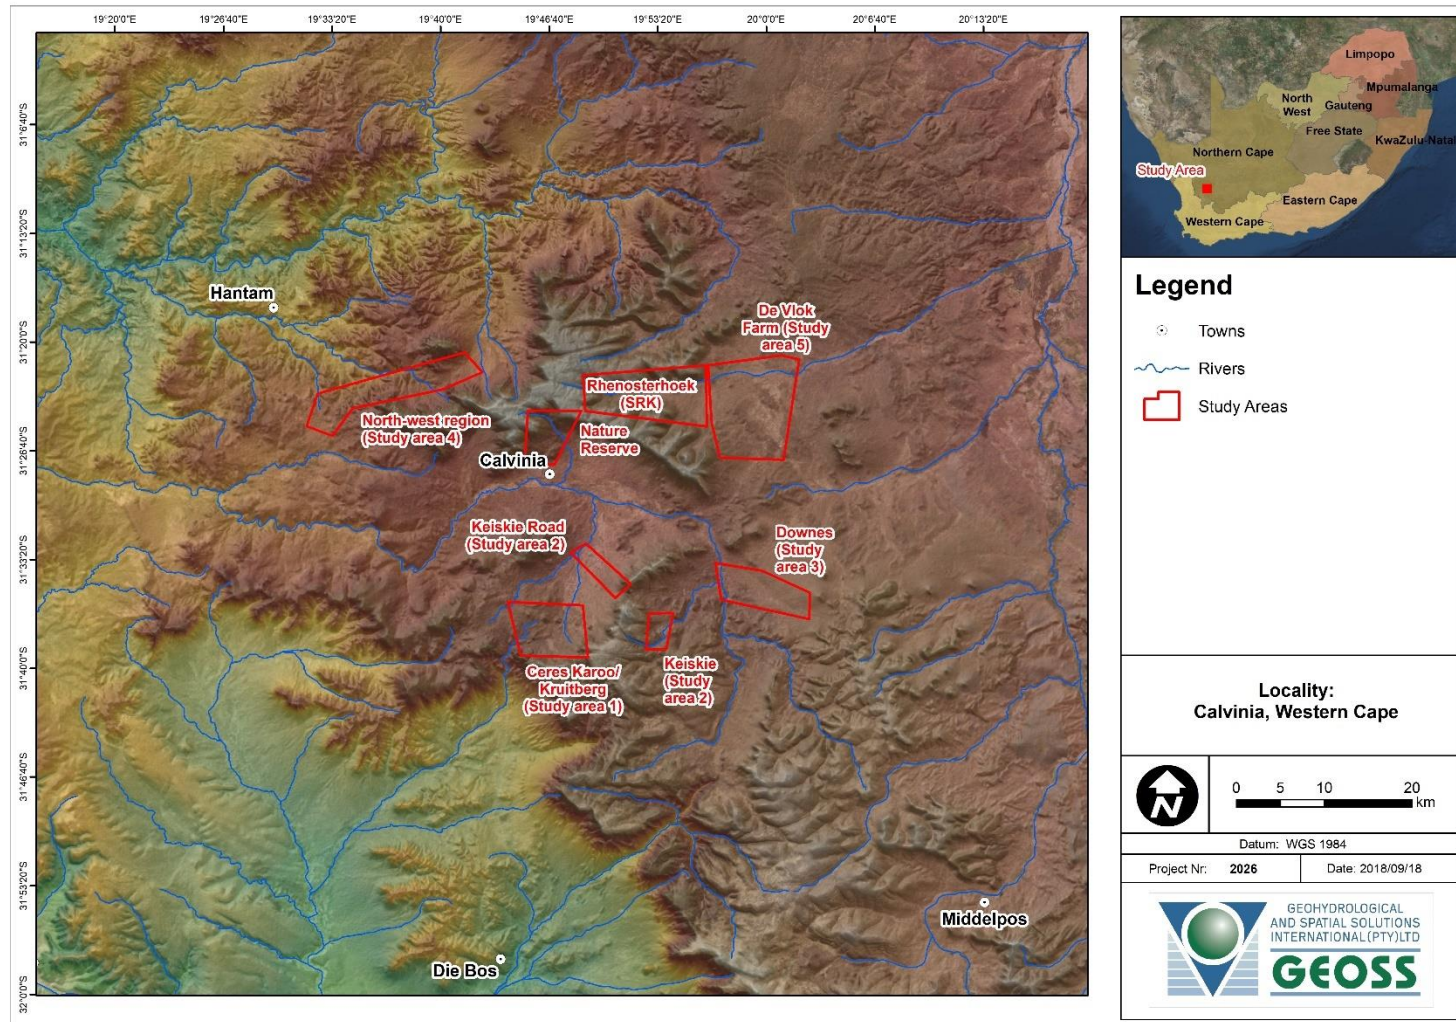 19°20'0"E
19°26'40"E
19°33'20"E
19°40'0"E
19°46'40"E
19°53'20"E
20°0'0"E
20°6'40"E
20°13'20"E
31°6'40"S
31°13'20"S
31°20'0"S
31°26'40"S
31°33'20"S
31°40'0"S
31°46'40"S
31°53'20"S
32°0'0"S
Hantam
De Vlok
Farm (Study
area 5)
Rhenosterhoek
(SRK)
North-west region
(Study area 4)
Nature
Reserve
Calvinia
Keiskie Road
(Study area 2)
Downes
(Study
area 3)
Ceres Karoo/
Kruitberg
(Study area 1)
Keiskie
(Study
area 2)
Middelpos
Die Bos
Limpopo
Mpumalanga
North
West
Gauteng
Free State
KwaZulu-Natal
Northern Cape
Study Area
Eastern Cape
Western Cape
Legend
Towns
Rivers
Study Areas
Locality:
Calvinia, Western Cape
N
0 5 10 20
km
Datum: WGS 1984
Project Nr: 2026 Date: 2018/09/18
GEOHYDROLOGICAL
AND SPATIAL SOLUTIONS
INTERNATIONAL(PTY)LTD
GEOSS